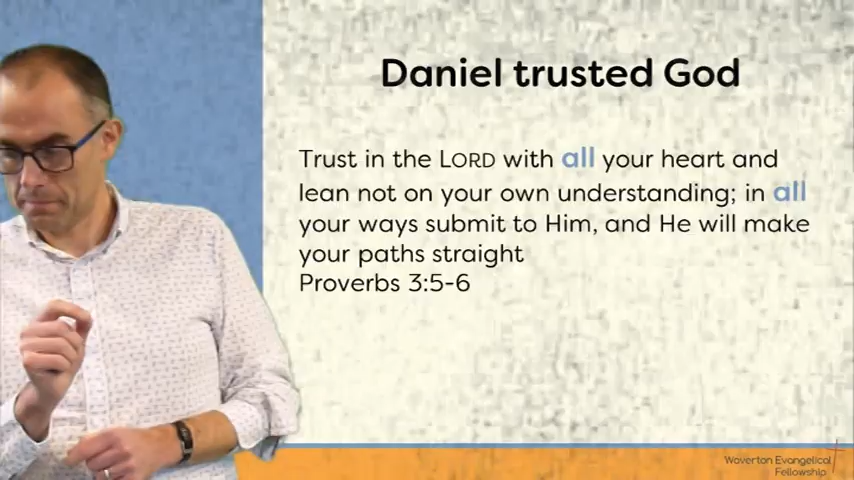 Daniel trusted God
Trust in the LORD with all your heart and
lean not on your own understanding; in all
your ways submit to Him, and He will make
your paths straight
Proverbs 3:5-6
Waverton Evangelical
Fellowship